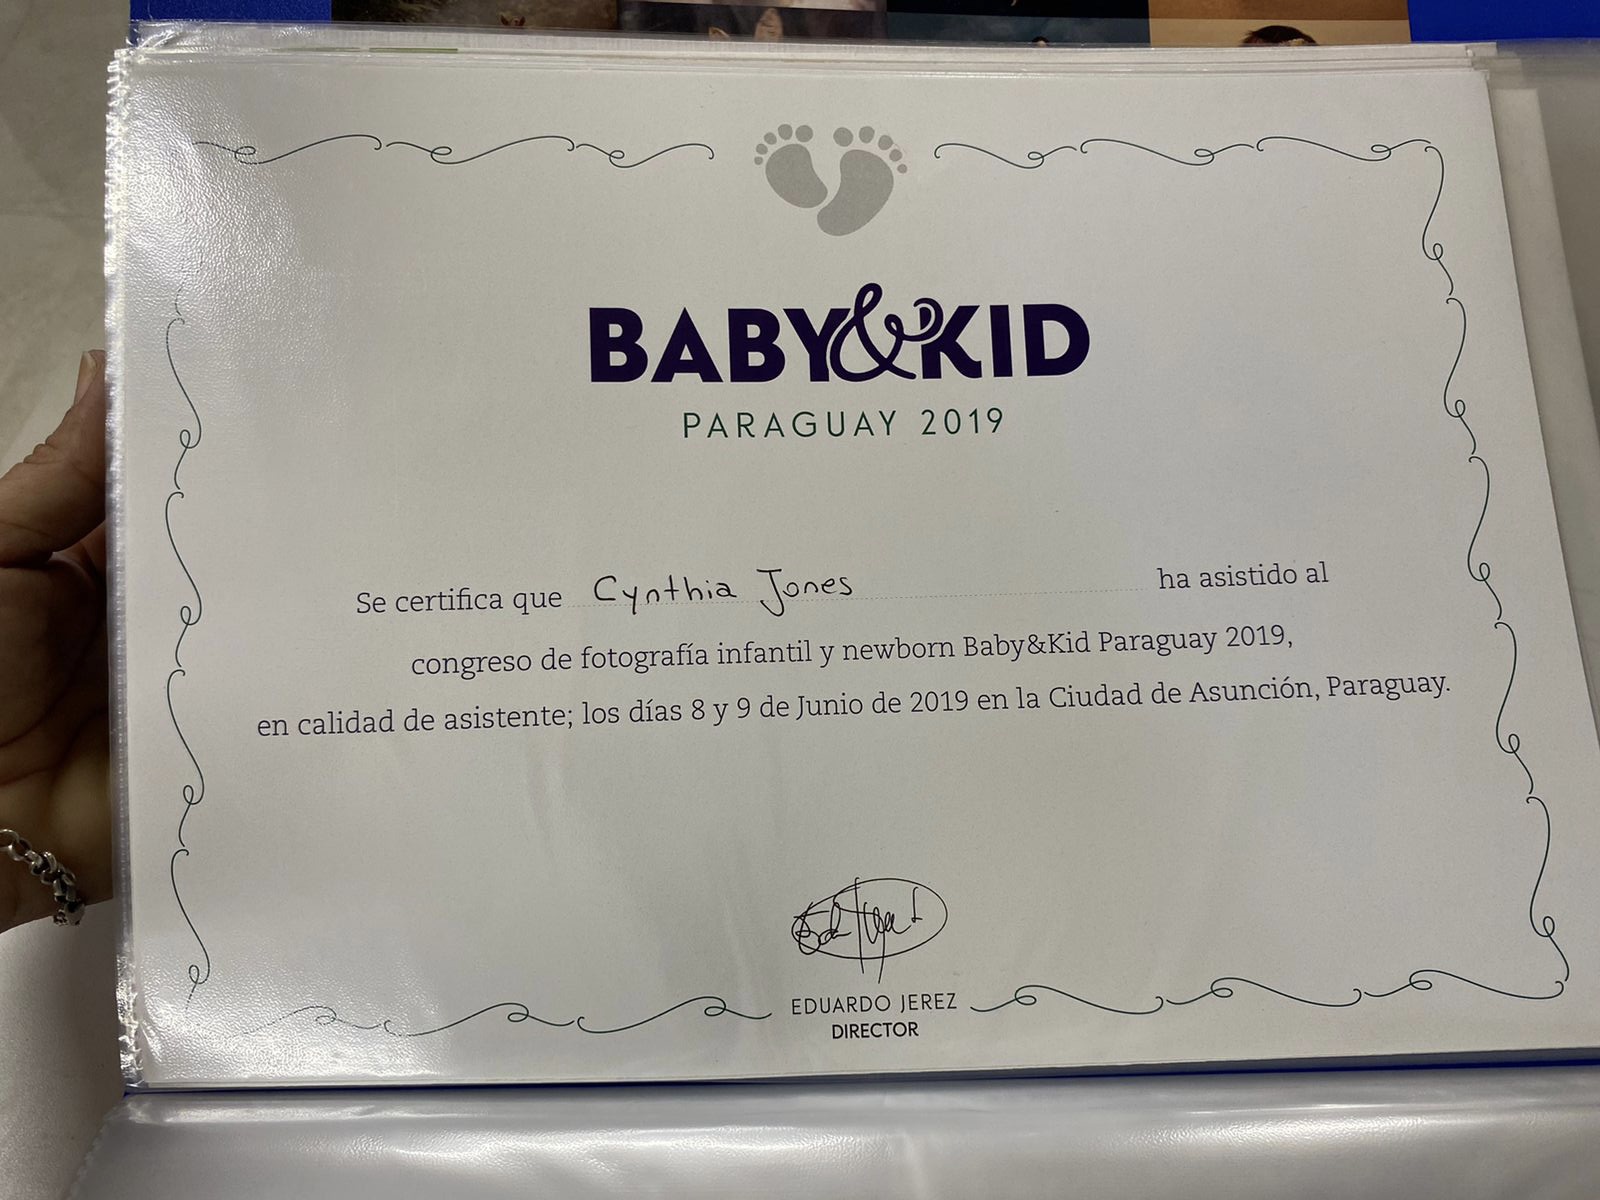 BABY&KID
PARAGUAY 2019
Se certifica que Cynthia Jones ha asistido al
congreso de fotografía infantil y newborn Baby&Kid Paraguay 2019,
en calidad de asistente; los días 8 y 9 de Junio de 2019 en la Ciudad de Asunción, Paraguay.
EDUARDO JEREZ
DIRECTOR